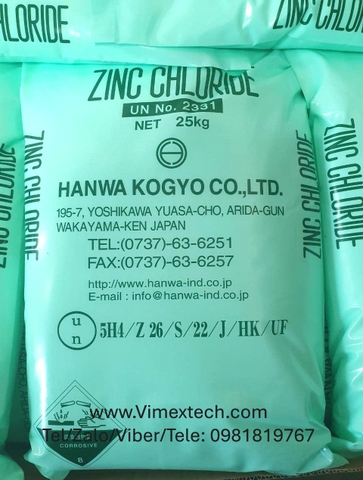 ZINC CHLORIDE
ZINC CHLORIDE
ZINC CHLORIDE
UN No. 2331
NET 25kg
HANWA KOGYO CO.,LTD.
195-7, YOSHIKAWA YUASA-CHO, ARIDA-GUN
WAKAYAMA-KEN JAPAN
TEL:(0737)-63-6251
FAX:(0737)-63-6257
http://www.hanwa-ind.co.jp
E-mail : info@hanwa-ind.co.jp
u
n
5H4/Z 26/S/22/J/HK/UF
www.Vimextech.com
Tel/Zalo/Viber/Tele: 0981819767
CORROSIVE
8
ZINC CHLORIDE
ZINC CHLORIDE